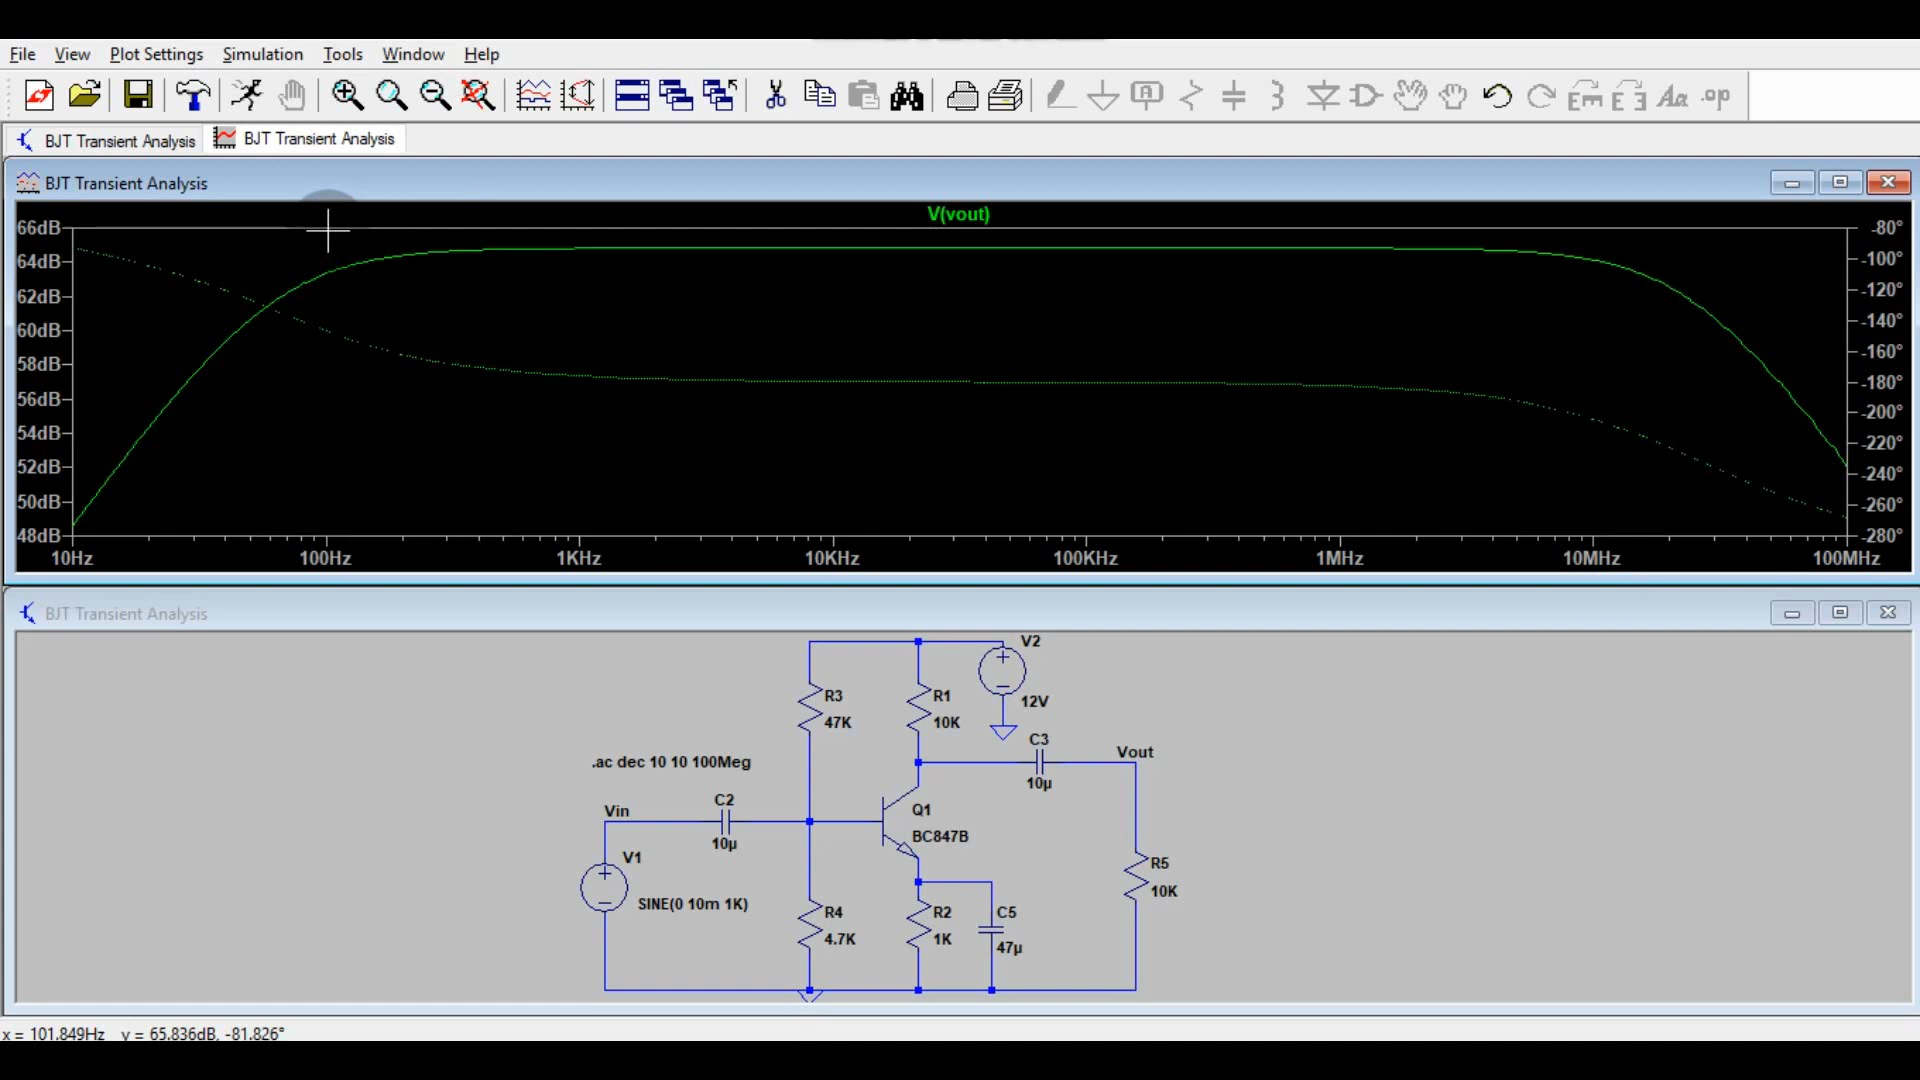 File View Plot Settings Simulation Tools Window Help
BJT Transient Analysis BJT Transient Analysis
BJT Transient Analysis
V(vout)
66dB
64dB
62dB
60dB
58dB
56dB
54dB
52dB
50dB
48dB
-80°
-100°
-120°
-140°
-160°
-180°
-200°
-220°
-240°
-260°
-280°
10Hz 100Hz 1KHz 10KHz 100KHz 1MHz 10MHz 100MHz
BJT Transient Analysis
V2
12V
R3
47K
R1
10K
C3
10µ
Vout
.ac dec 10 10 100Meg
Vin
C2
10µ
Q1
BC847B
V1
SINE(0 10m 1K)
R5
10K
R4
4.7K
R2
1K
C5
47µ
x = 101.849Hz y = 65.836dB, -81.826°